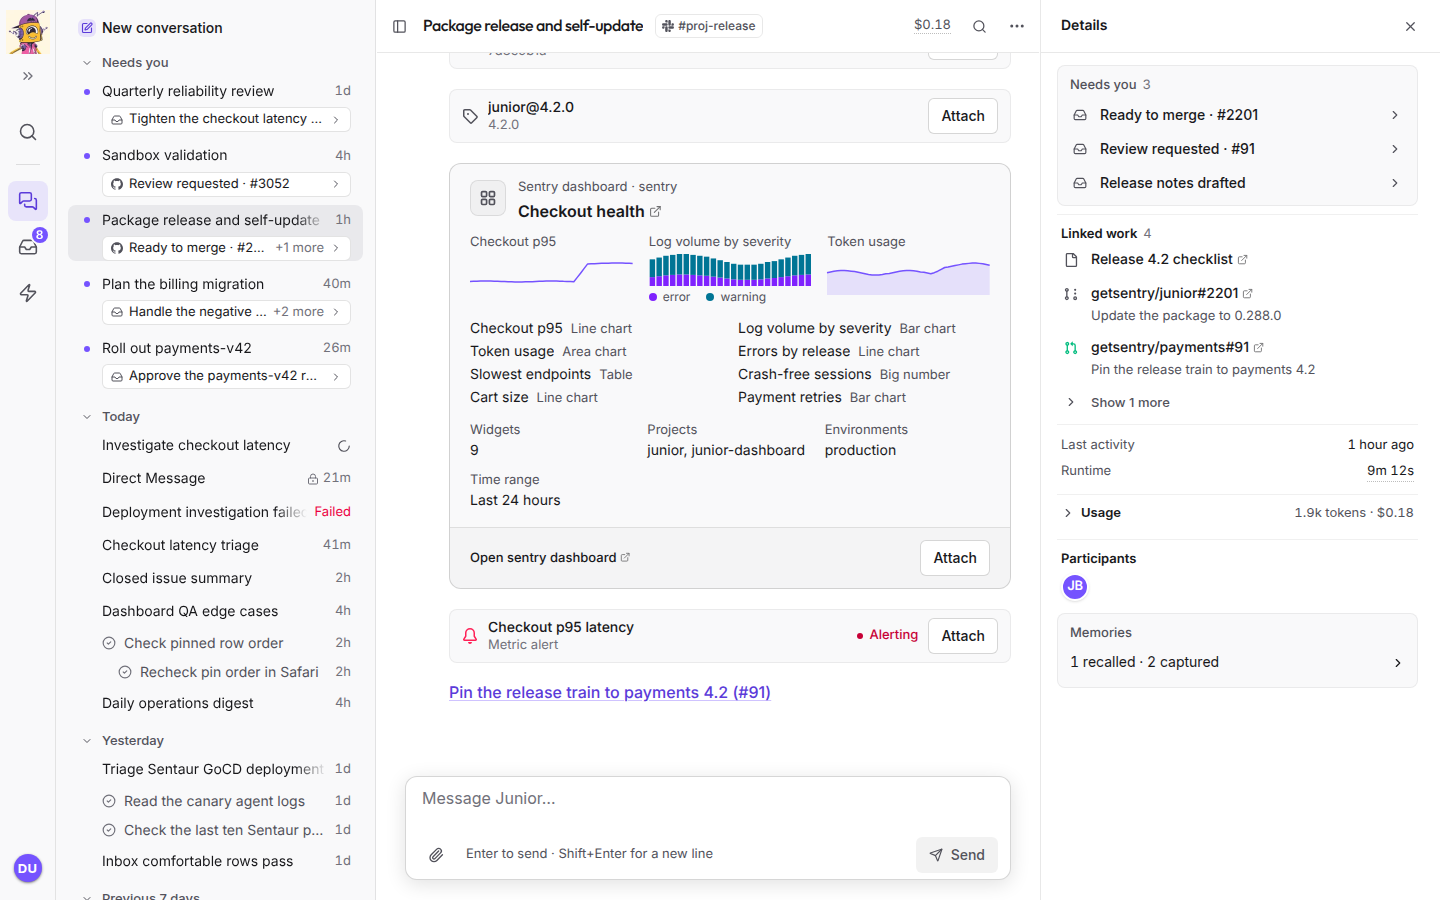 New conversation
Needs you
Quarterly reliability review 1d
Tighten the checkout latency ...
Sandbox validation 4h
Review requested · #3052
Package release and self-update 1h
Ready to merge · #2... +1 more
8
Plan the billing migration 40m
Handle the negative ... +2 more
Roll out payments-v42 26m
Approve the payments-v42 r...
Today
Investigate checkout latency
Direct Message 21m
Deployment investigation failed Failed
Checkout latency triage 41m
Closed issue summary 2h
Dashboard QA edge cases 4h
Check pinned row order 2h
Recheck pin order in Safari 2h
Daily operations digest 4h
Yesterday
Triage Sentaur GoCD deployment 1d
Read the canary agent logs 1d
Check the last ten Sentaur p... 1d
Inbox comfortable rows pass 1d
Previous 7 days
DU
Package release and self-update #proj-release $0.18
junior@4.2.0
4.2.0
Attach
Sentry dashboard · sentry
Checkout health
Checkout p95 Log volume by severity Token usage
error warning
Checkout p95 Line chart Log volume by severity Bar chart
Token usage Area chart Errors by release Line chart
Slowest endpoints Table Crash-free sessions Big number
Cart size Line chart Payment retries Bar chart
Widgets Projects Environments
9 junior, junior-dashboard production
Time range
Last 24 hours
Open sentry dashboard Attach
Checkout p95 latency
Metric alert
Alerting Attach
Pin the release train to payments 4.2 (#91)
Message Junior...
Enter to send · Shift+Enter for a new line Send
Details
Needs you 3
Ready to merge · #2201
Review requested · #91
Release notes drafted
Linked work 4
Release 4.2 checklist
getsentry/junior#2201
Update the package to 0.288.0
getsentry/payments#91
Pin the release train to payments 4.2
Show 1 more
Last activity 1 hour ago
Runtime 9m 12s
Usage 1.9k tokens · $0.18
Participants
JB
Memories
1 recalled · 2 captured